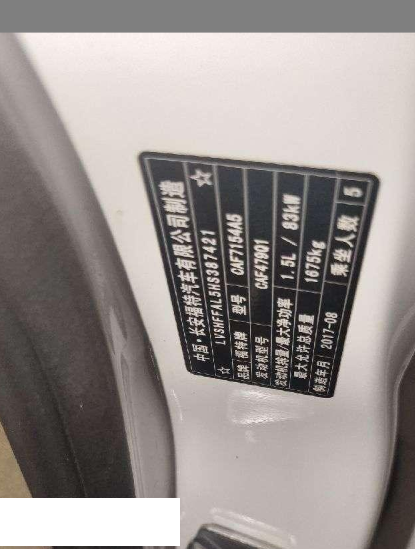 中国·长安福特汽车有限公司制造
☆ LVSHFFAL5HS387421 ☆
品牌 福特牌 型号 CAF7154A5
发动机型号 CAF479Q1
发动机排量/最大净功率 1.5L / 83kW
最大允许总质量 1675kg
制造年月 2017-08 乘坐人数 5